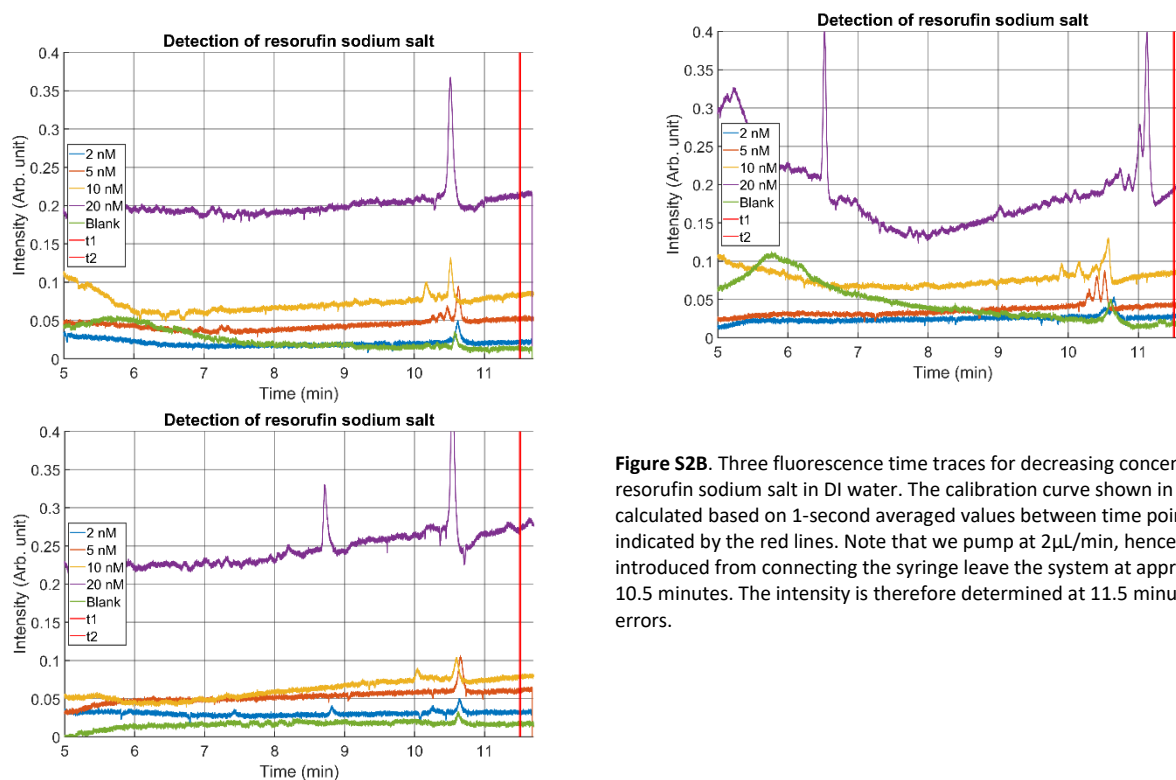 Detection of resorufin sodium salt
0.4
0.35
0.3
0.25
0.2
0.15
0.1
0.05
0
Intensity (Arb. unit)
2 nM
5 nM
10 nM
20 nM
Blank
t1
t2
5 6 7 8 9 10 11
Time (min)
Detection of resorufin sodium salt
0.4
0.35
0.3
0.25
0.2
0.15
0.1
0.05
0
Intensity (Arb. unit)
2 nM
5 nM
10 nM
20 nM
Blank
t1
t2
5 6 7 8 9 10 11
Time (min)
Detection of resorufin sodium salt
0.4
0.35
0.3
0.25
0.2
0.15
0.1
0.05
0
Intensity (Arb. unit)
2 nM
5 nM
10 nM
20 nM
Blank
t1
t2
5 6 7 8 9 10 11
Time (min)
Figure S2B. Three fluorescence time traces for decreasing concen
resorufin sodium salt in DI water. The calibration curve shown in
calculated based on 1-second averaged values between time poin
indicated by the red lines. Note that we pump at 2µL/min, hence
introduced from connecting the syringe leave the system at appr
10.5 minutes. The intensity is therefore determined at 11.5 minu
errors.